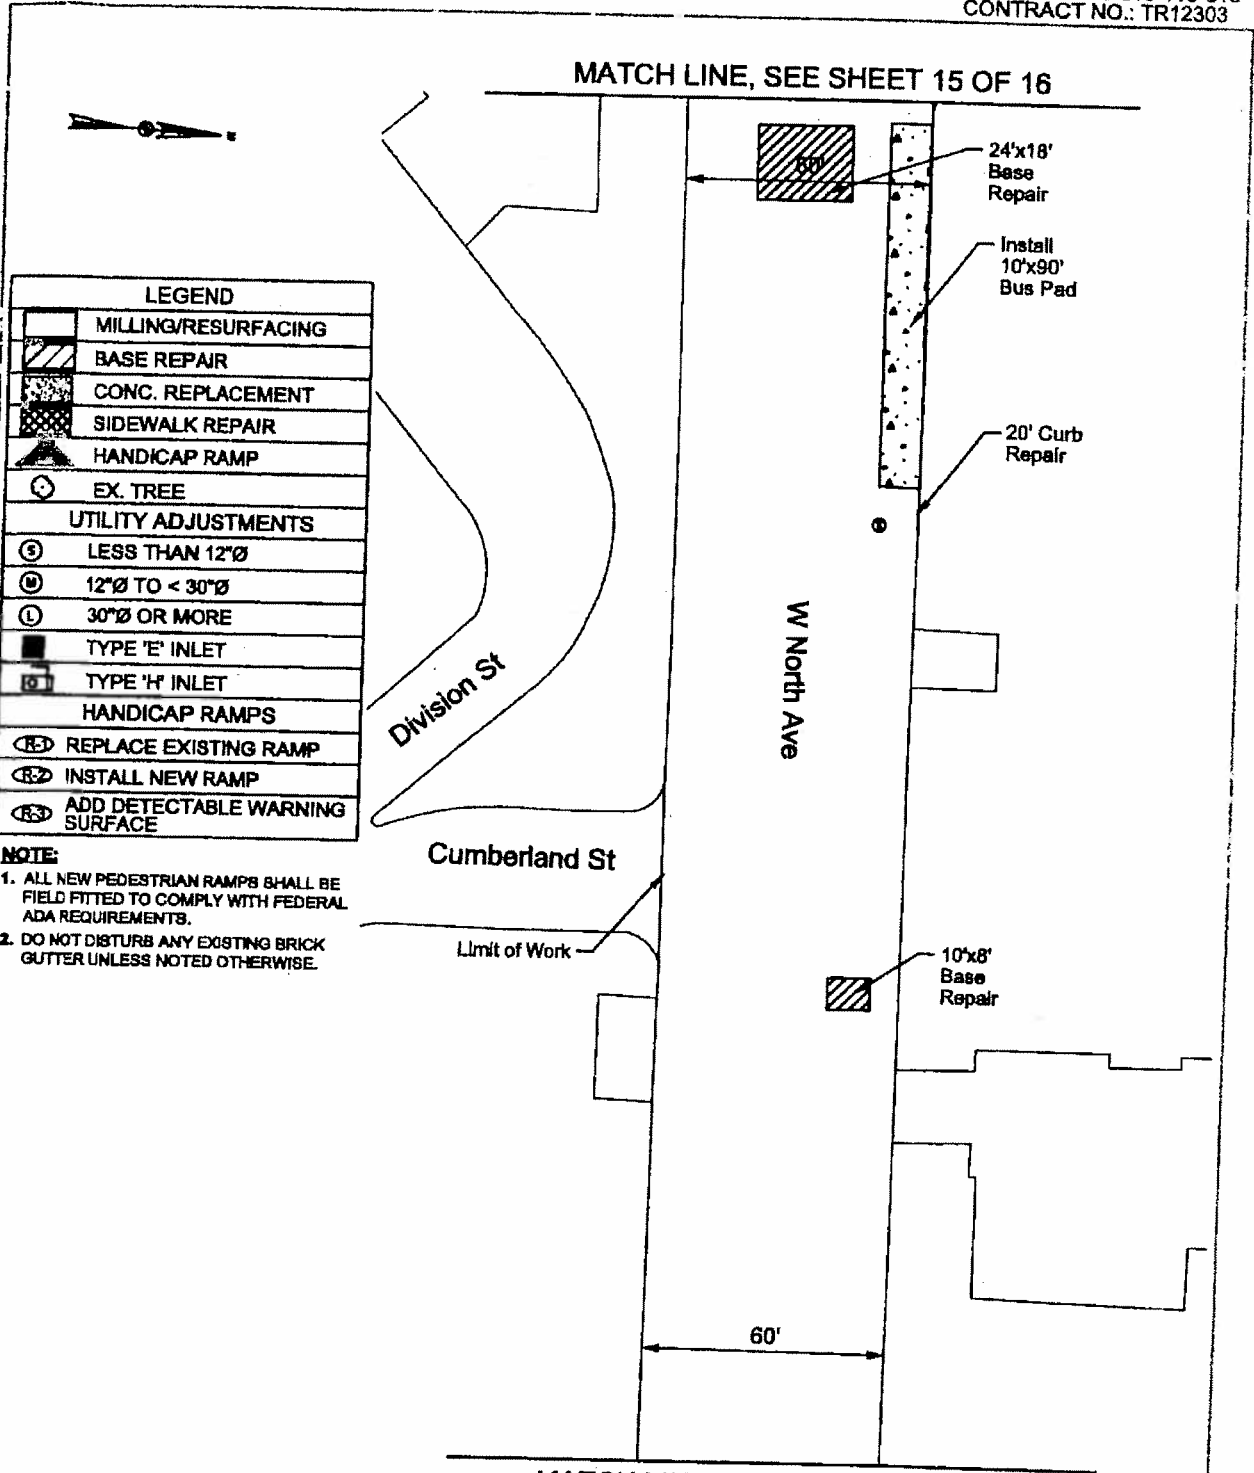 CONTRACT NO.: TR12303
MATCH LINE, SEE SHEET 15 OF 16
60'
24'x18'
Base
Repair
Install
10'x90'
Bus Pad
20' Curb
Repair
LEGEND
MILLING/RESURFACING
BASE REPAIR
CONC. REPLACEMENT
SIDEWALK REPAIR
HANDICAP RAMP
EX. TREE
UTILITY ADJUSTMENTS
S LESS THAN 12"Ø
M 12"Ø TO < 30"Ø
L 30"Ø OR MORE
TYPE 'E' INLET
TYPE 'H' INLET
HANDICAP RAMPS
R-1 REPLACE EXISTING RAMP
R-2 INSTALL NEW RAMP
R-3 ADD DETECTABLE WARNING
SURFACE
NOTE:
1. ALL NEW PEDESTRIAN RAMPS SHALL BE
FIELD FITTED TO COMPLY WITH FEDERAL
ADA REQUIREMENTS.
2. DO NOT DISTURB ANY EXISTING BRICK
GUTTER UNLESS NOTED OTHERWISE.
S
W North Ave
Division St
Cumberland St
Limit of Work
10'x8'
Base
Repair
60'